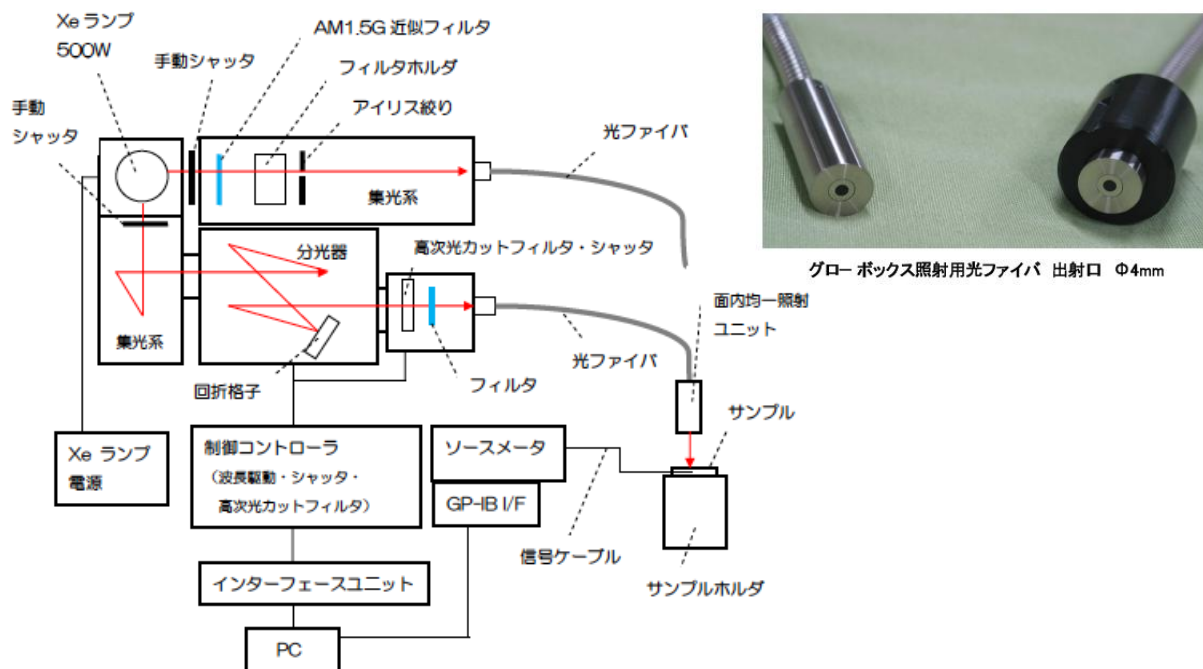 Xe ランプ
500W
AM1.5G 近似フィルタ
手動シャッタ
フィルタホルダ
アイリス絞り
手動
シャッタ
光ファイバ
集光系
分光器
高次光カットフィルタ・シャッタ
グローボックス照射用光ファイバ 出射口 Φ4mm
面内均一照射
ユニット
集光系
光ファイバ
回折格子
フィルタ
サンプル
Xe ランプ
電源
制御コントローラ
(波長駆動・シャッタ・
高次光カットフィルタ)
ソースメータ
GP-IB I/F
信号ケーブル
サンプルホルダ
インターフェースユニット
PC